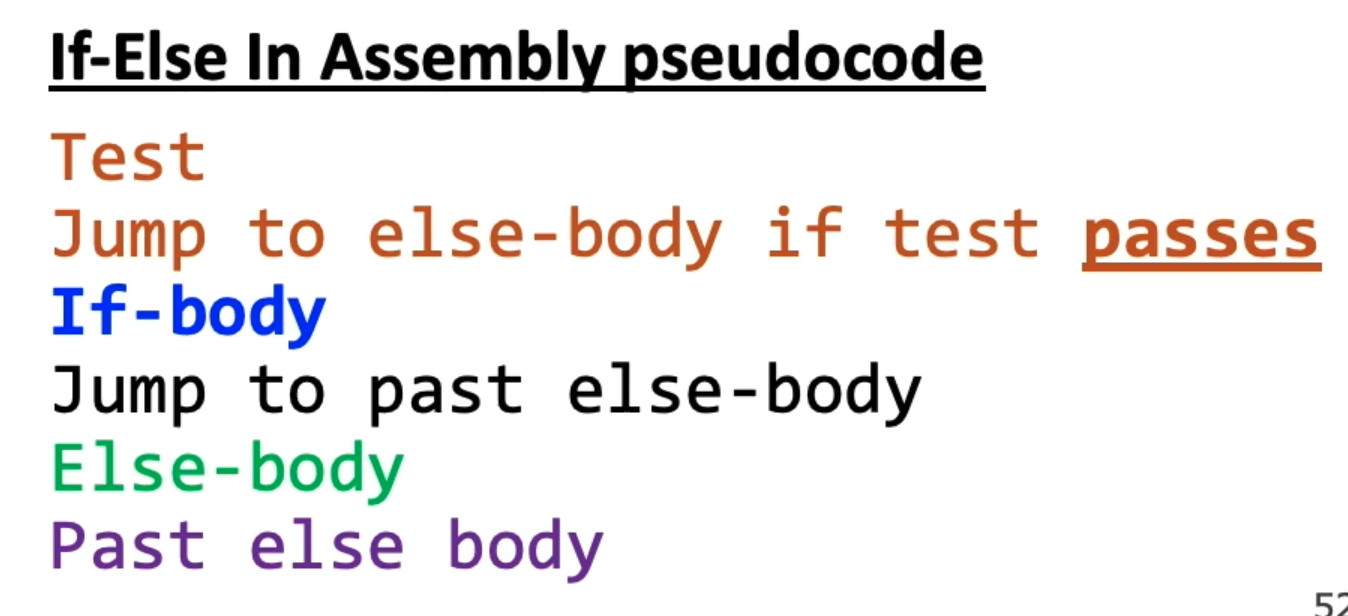 If-Else In Assembly pseudocode
Test
Jump to else-body if test passes
If-body
Jump to past else-body
Else-body
Past else body
52